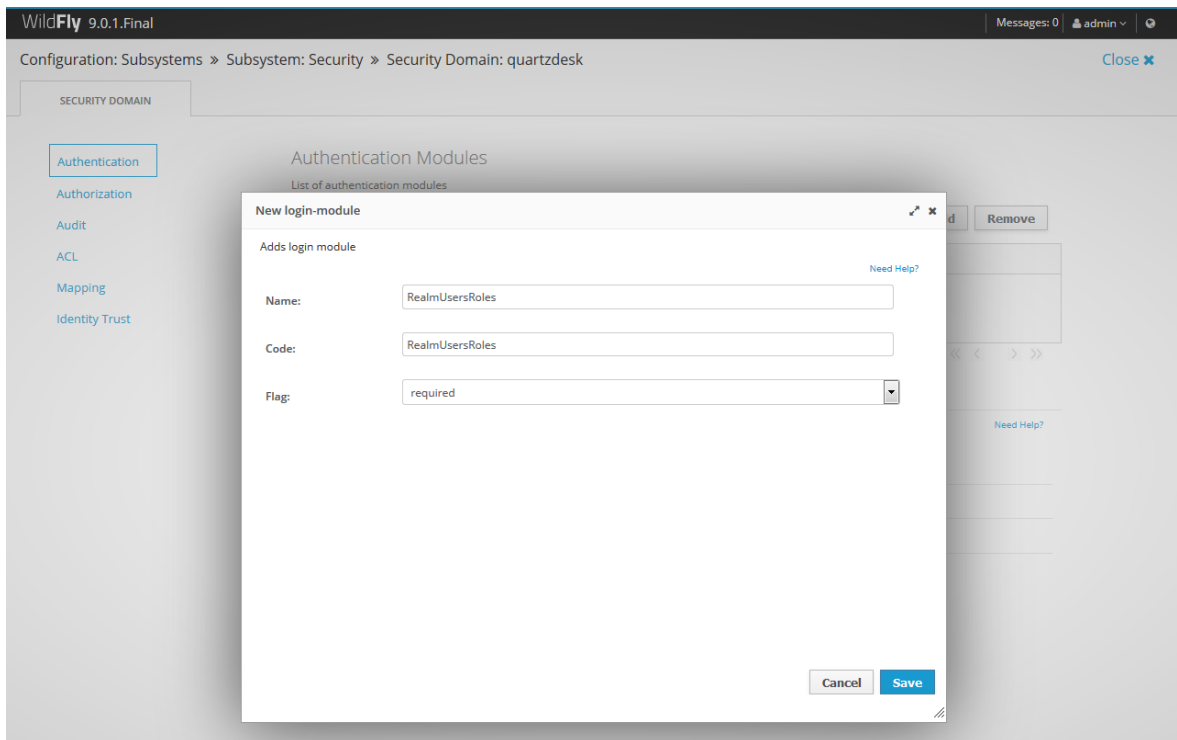 WildFly 9.0.1.Final Messages: 0 admin
Configuration: Subsystems » Subsystem: Security » Security Domain: quartzdesk Close ✖
SECURITY DOMAIN
Authentication
Authorization
Audit
ACL
Mapping
Identity Trust
Authentication Modules
List of authentication modules
d Remove
New login-module
Adds login module
Need Help?
Name: RealmUsersRoles
Code: RealmUsersRoles
Flag: required
Need Help?
Cancel Save